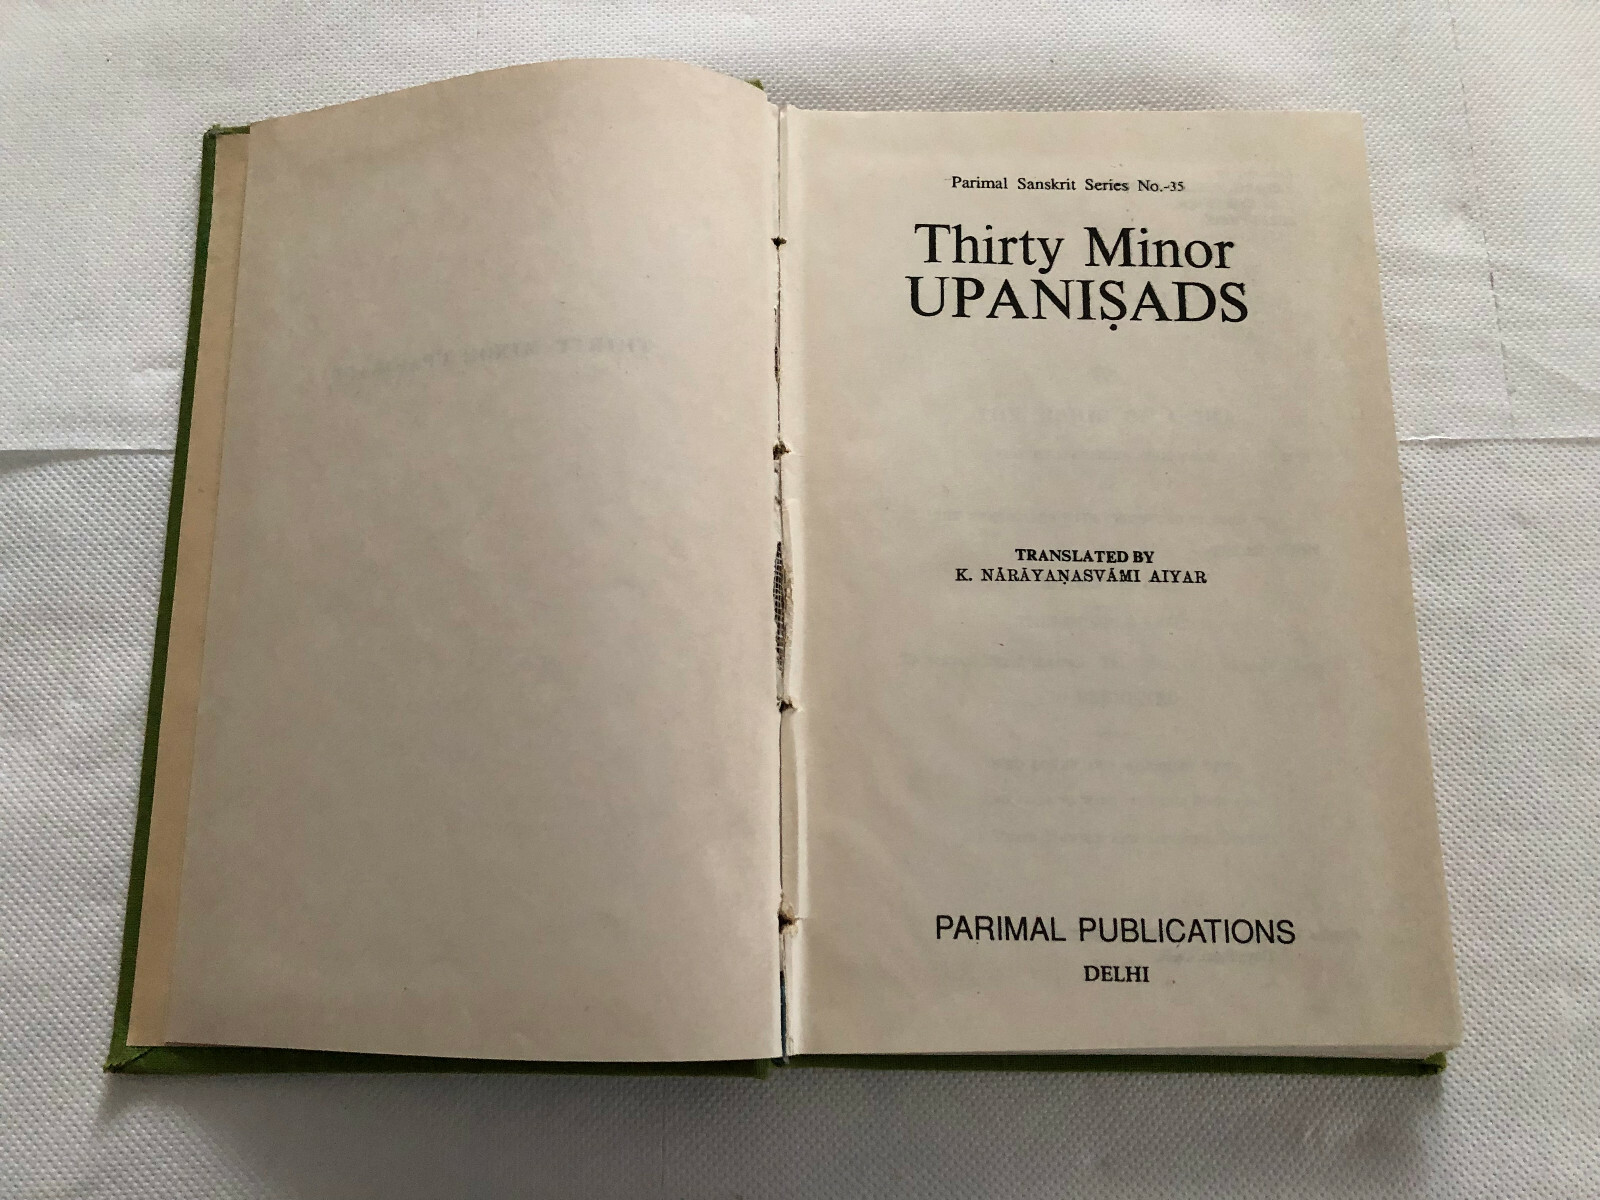 Parimal Sanskrit Series No.-35
Thirty Minor
UPANIṢADS
TRANSLATED BY
K. NĀRĀYAṆASVĀMI AIYAR
PARIMAL PUBLICATIONS
DELHI